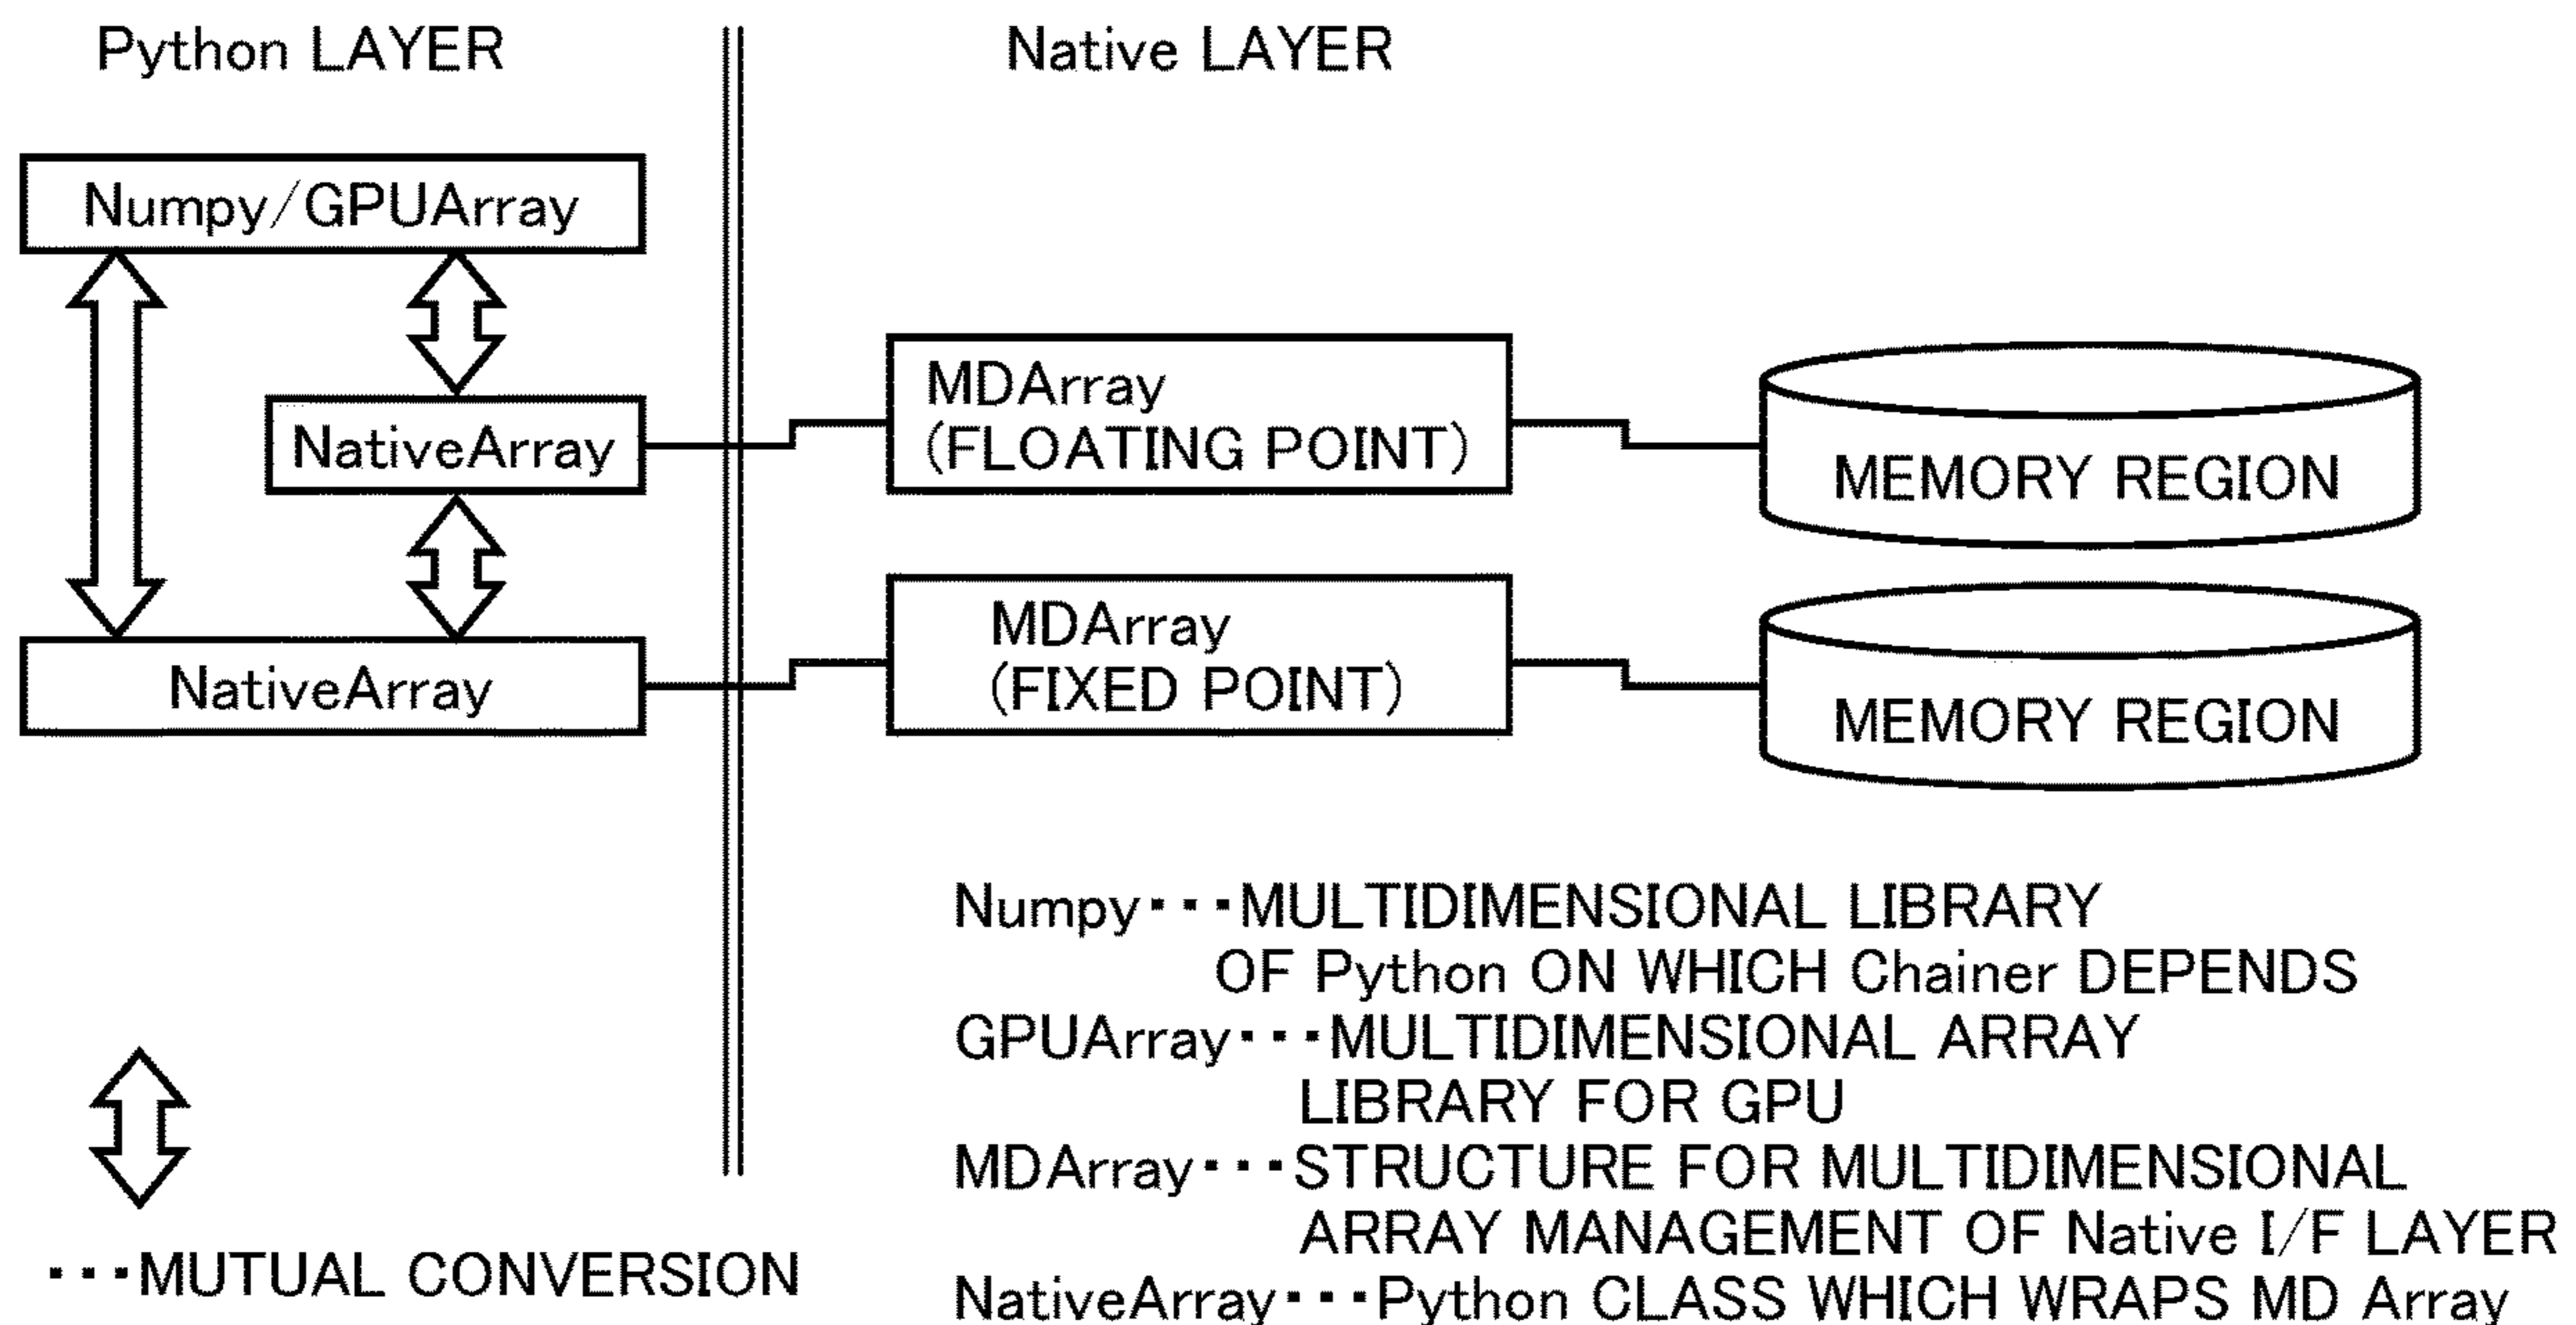 Python LAYER
Native LAYER
Numpy/GPUArray
NativeArray
MDArray
(FLOATING POINT)
MEMORY REGION
NativeArray
MDArray
(FIXED POINT)
MEMORY REGION
Numpy･･･MULTIDIMENSIONAL LIBRARY
OF Python ON WHICH Chainer DEPENDS
GPUArray･･･MULTIDIMENSIONAL ARRAY
LIBRARY FOR GPU
MDArray･･･STRUCTURE FOR MULTIDIMENSIONAL
ARRAY MANAGEMENT OF Native I/F LAYER
NativeArray･･･Python CLASS WHICH WRAPS MD Array
･･･MUTUAL CONVERSION